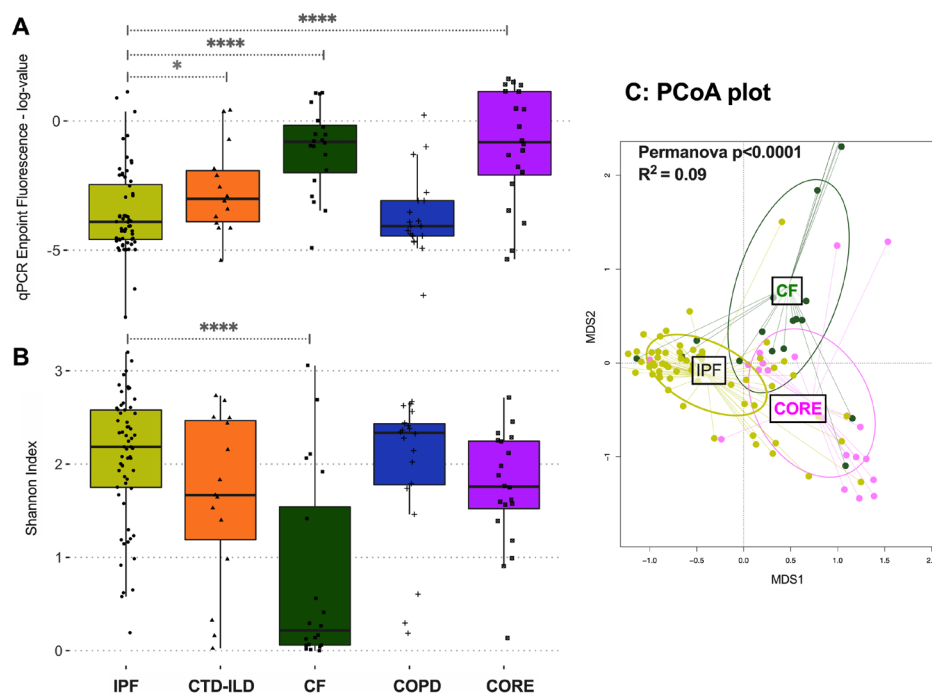 A
****
****
*
qPCR Enpoint Fluorescence - log-value
0
-5
B
****
Shannon Index
3
2
1
0
IPF CTD-ILD CF COPD CORE
C: PCoA plot
Permanova p<0.0001
R² = 0.09
CF
IPF
CORE
MDS2
2
1
0
-1
-1.0 -0.5 0.0 0.5 1.0 1.5 2.0
MDS1